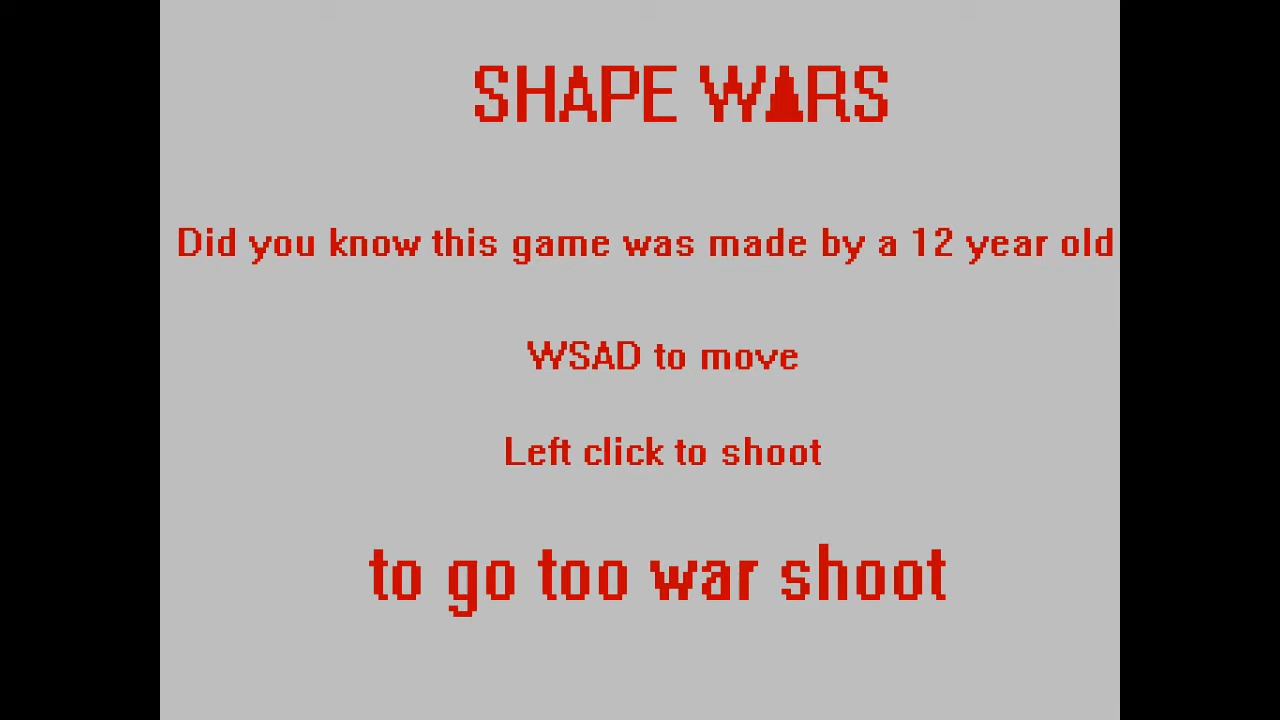 SHAPE WARS
Did you know this game was made by a 12 year old
WSAD to move
Left click to shoot
to go too war shoot